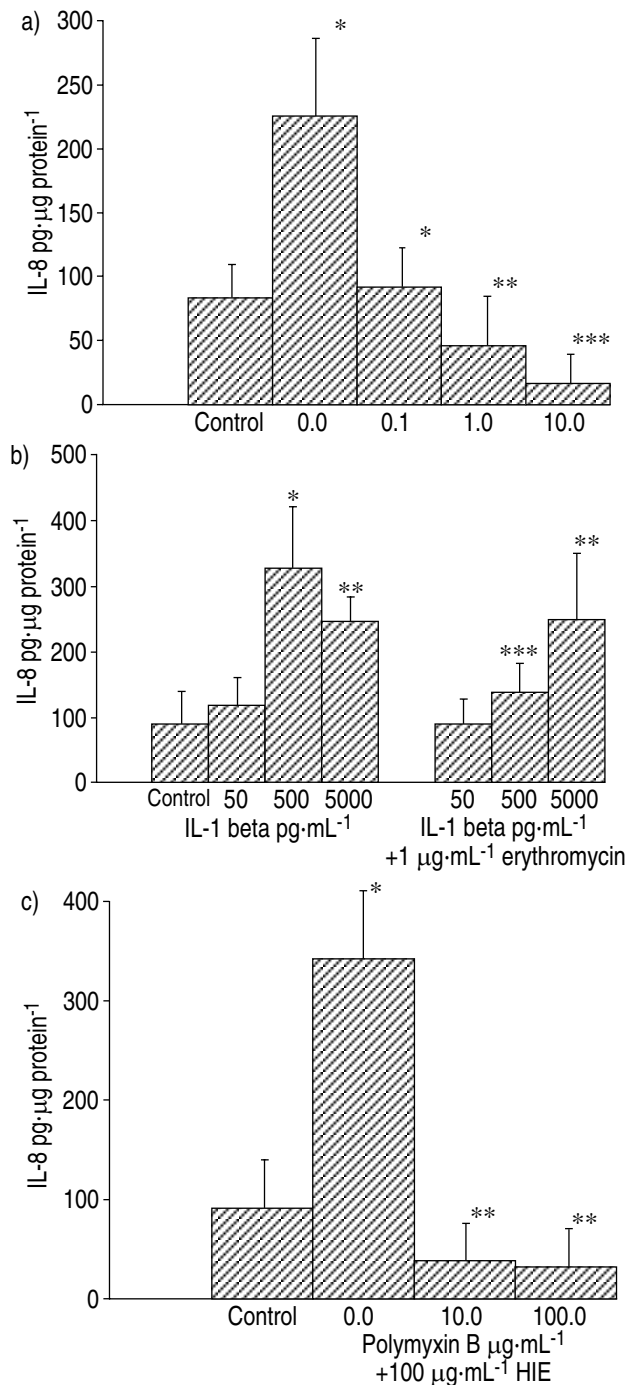 a)
IL-8 pg·µg protein⁻¹
300
250
200
150
100
50
0
*
*
**
***
Control 0.0 0.1 1.0 10.0
b)
IL-8 pg·µg protein⁻¹
500
400
300
200
100
0
*
**
***
**
Control 50 500 5000 50 500 5000
IL-1 beta pg·mL⁻¹
IL-1 beta pg·mL⁻¹
+1 µg·mL⁻¹ erythromycin
c)
IL-8 pg·µg protein⁻¹
400
300
400
100
0
*
**
**
Control 0.0 10.0 100.0
Polymyxin B µg·mL⁻¹
+100 µg·mL⁻¹ HIE